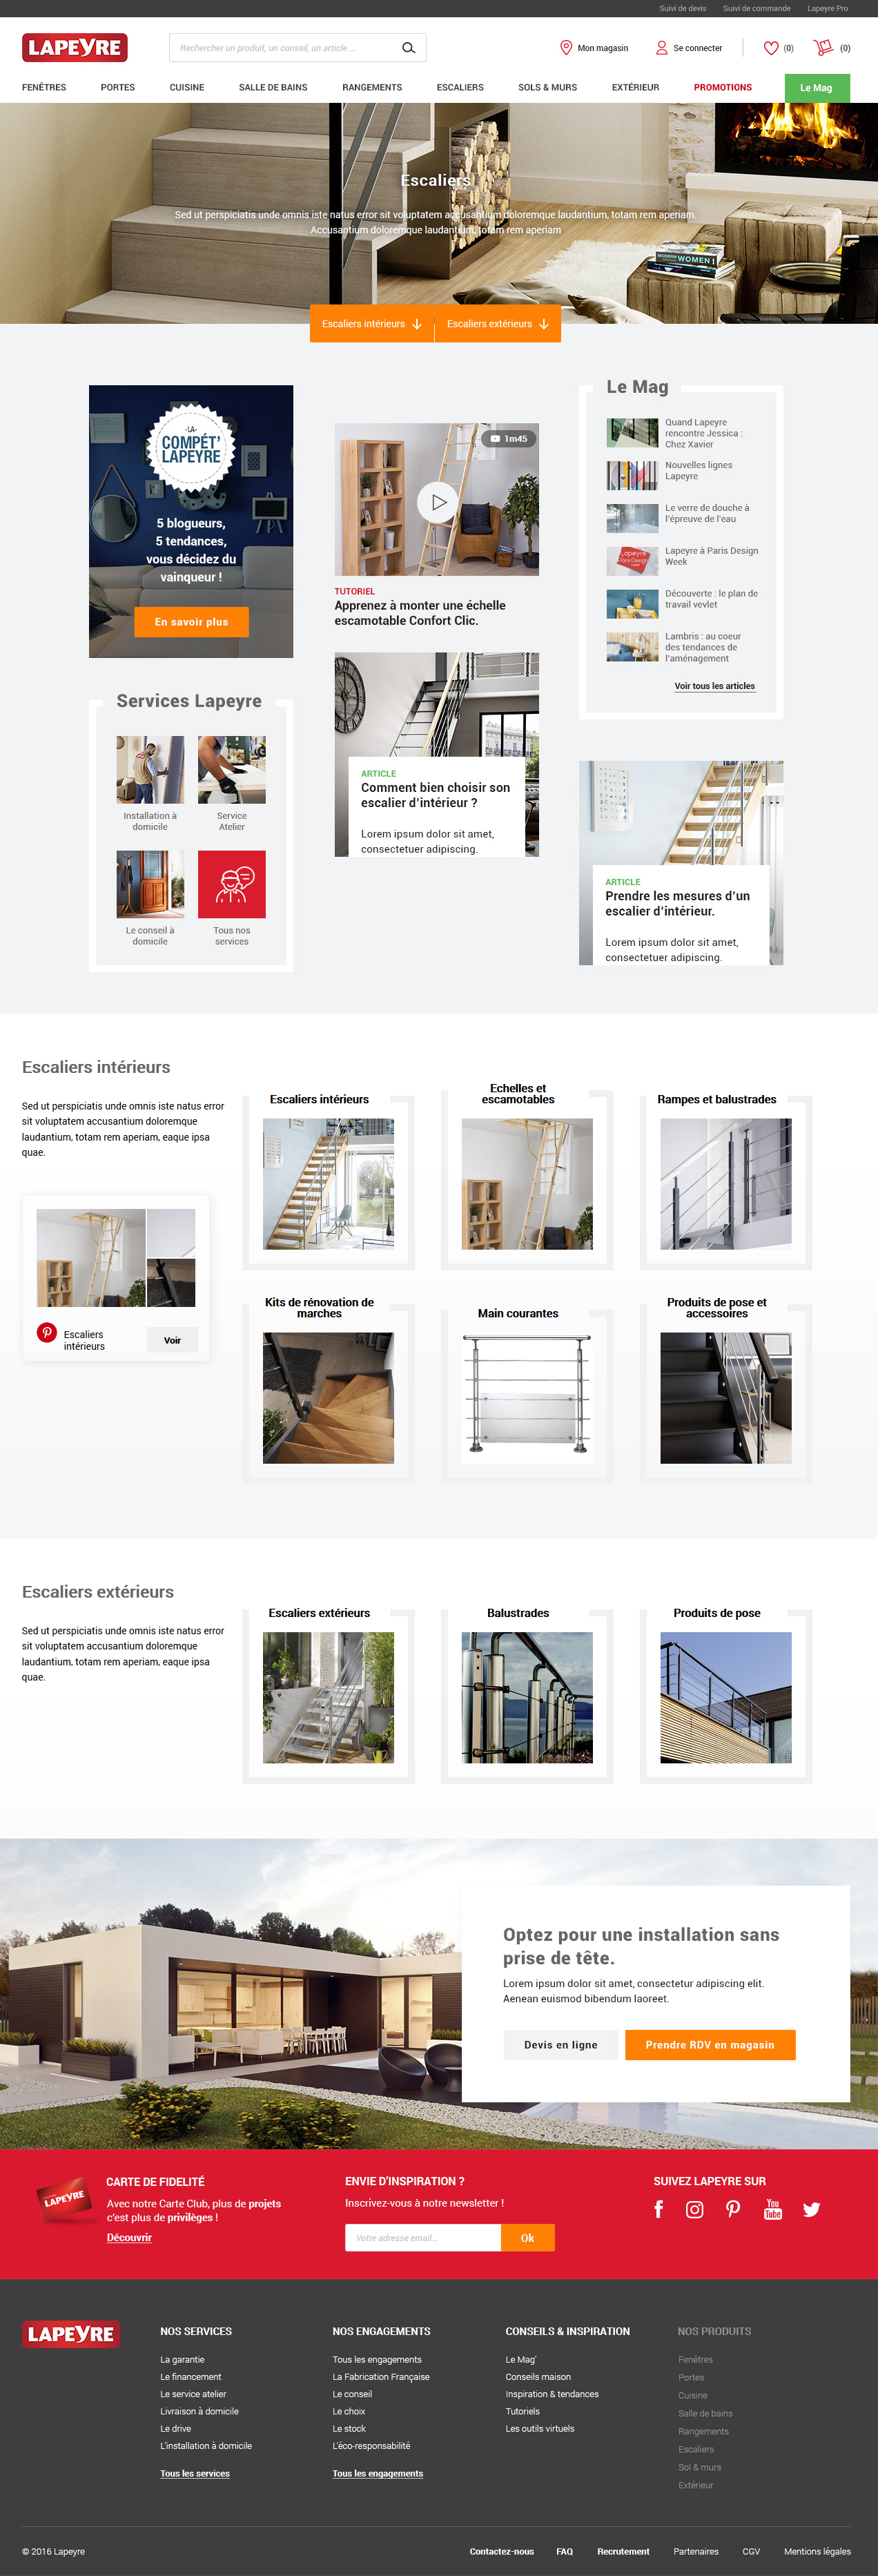 Suivi de devis Suivi de commande Lapeyre Pro
LAPEYRE
Rechercher un produit, un conseil, un article ...
Mon magasin
Se connecter
(0)
(0)
FENÊTRES PORTES CUISINE SALLE DE BAINS RANGEMENTS ESCALIERS SOLS & MURS EXTÉRIEUR PROMOTIONS Le Mag
Escaliers
Sed ut perspiciatis unde omnis iste natus error sit voluptatem accusantium doloremque laudantium, totam rem aperiam.
Accusantium doloremque laudantium, totam rem aperiam
MODERN
WOMEN
Escaliers intérieurs
Escaliers extérieurs
-LA-
COMPÉT'
LAPEYRE
5 blogueurs,
5 tendances,
vous décidez du
vainqueur !
En savoir plus
Services Lapeyre
Installation à
domicile
Service
Atelier
Le conseil à
domicile
Tous nos
services
1m45
TUTORIEL
Apprenez à monter une échelle
escamotable Confort Clic.
ARTICLE
Comment bien choisir son
escalier d'intérieur ?
Lorem ipsum dolor sit amet,
consectetuer adipiscing.
Le Mag
Quand Lapeyre
rencontre Jessica :
Chez Xavier
Nouvelles lignes
Lapeyre
Le verre de douche à
l'épreuve de l'eau
Lapeyre à Paris Design
Week
Découverte : le plan de
travail vevlet
Lambris : au coeur
des tendances de
l'aménagement
Voir tous les articles
ARTICLE
Prendre les mesures d'un
escalier d'intérieur.
Lorem ipsum dolor sit amet,
consectetuer adipiscing.
Escaliers intérieurs
Sed ut perspiciatis unde omnis iste natus error
sit voluptatem accusantium doloremque
laudantium, totam rem aperiam, eaque ipsa
quae.
Escaliers
intérieurs
Voir
Escaliers intérieurs
Echelles et
escamotables
Rampes et balustrades
Kits de rénovation de
marches
Main courantes
Produits de pose et
accessoires
Escaliers extérieurs
Sed ut perspiciatis unde omnis iste natus error
sit voluptatem accusantium doloremque
laudantium, totam rem aperiam, eaque ipsa
quae.
Escaliers extérieurs
Balustrades
Produits de pose
Optez pour une installation sans
prise de tête.
Lorem ipsum dolor sit amet, consectetur adipiscing elit.
Aenean euismod bibendum laoreet.
Devis en ligne
Prendre RDV en magasin
LAPEYRE
CARTE DE FIDELITÉ
Avec notre Carte Club, plus de projets
c'est plus de privilèges !
Découvrir
ENVIE D'INSPIRATION ?
Inscrivez-vous à notre newsletter !
Votre adresse email...
Ok
SUIVEZ LAPEYRE SUR
You
Tube
LAPEYRE
NOS SERVICES
La garantie
Le financement
Le service atelier
Livraison à domicile
Le drive
L'installation à domicile
Tous les services
NOS ENGAGEMENTS
Tous les engagements
La Fabrication Française
Le conseil
Le choix
Le stock
L'éco-responsabilité
Tous les engagements
CONSEILS & INSPIRATION
Le Mag'
Conseils maison
Inspiration & tendances
Tutoriels
Les outils virtuels
NOS PRODUITS
Fenêtres
Portes
Cuisine
Salle de bains
Rangements
Escaliers
Sol & murs
Extérieur
© 2016 Lapeyre
Contactez-nous FAQ Recrutement Partenaires CGV Mentions légales